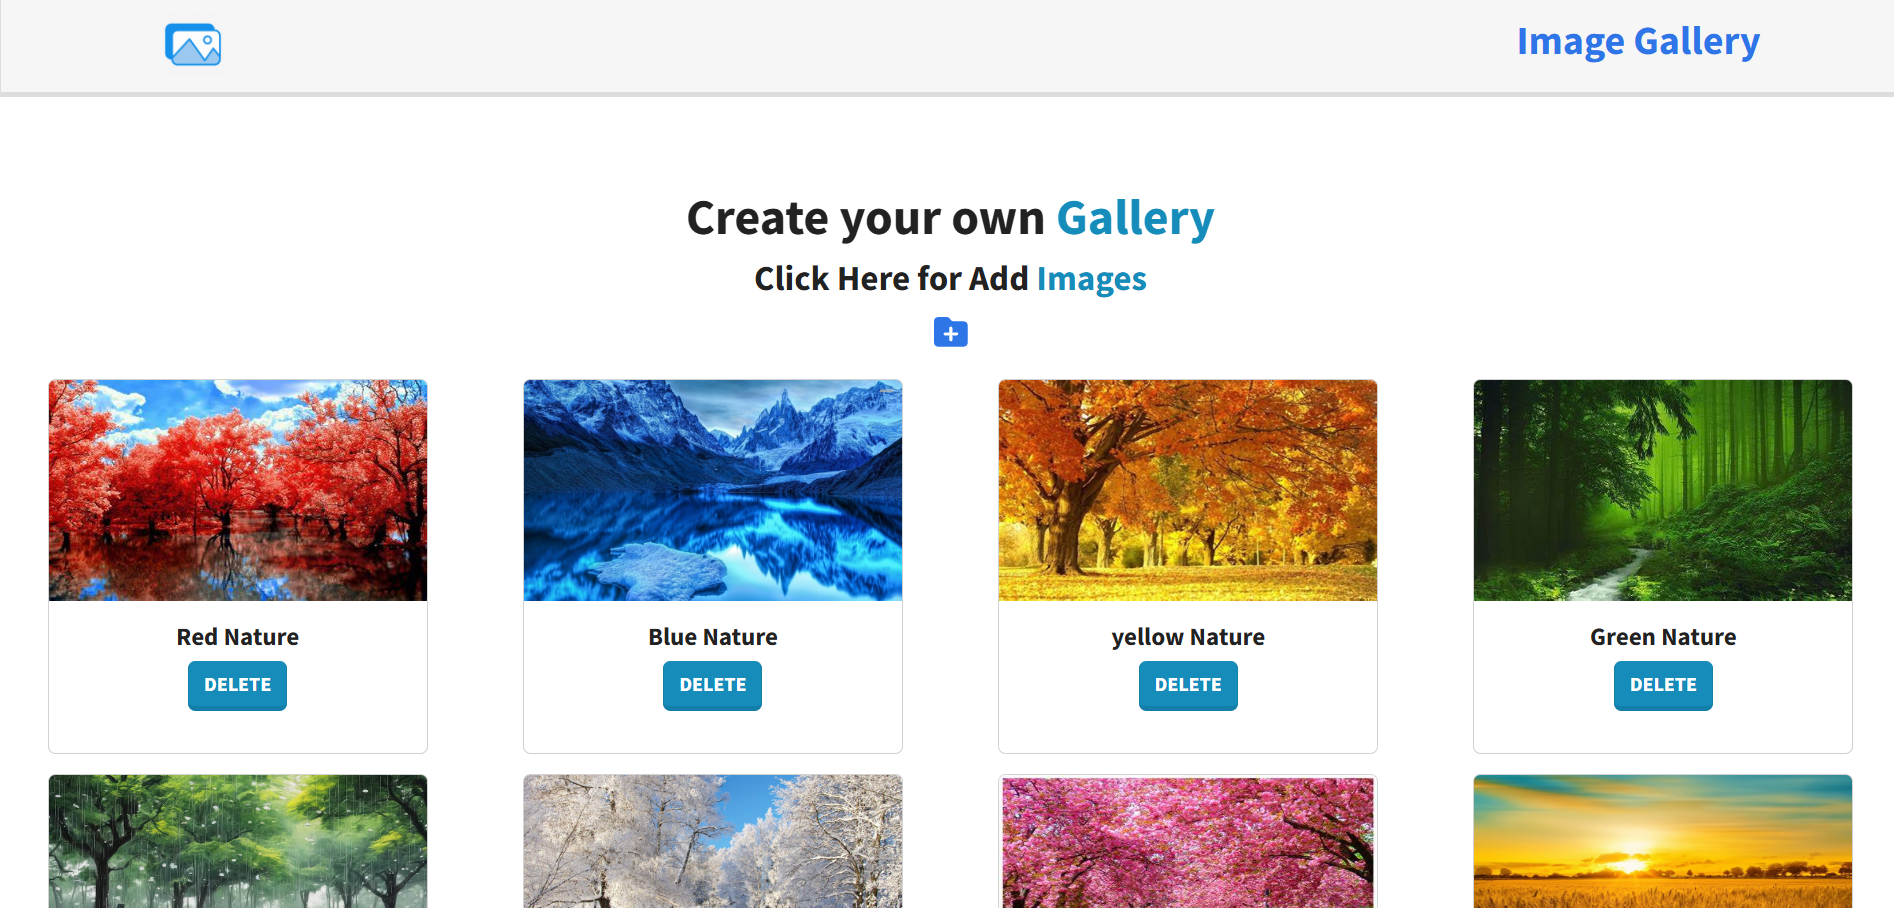 Image Gallery
Create your own Gallery
Click Here for Add Images
Red Nature
DELETE
Blue Nature
DELETE
yellow Nature
DELETE
Green Nature
DELETE